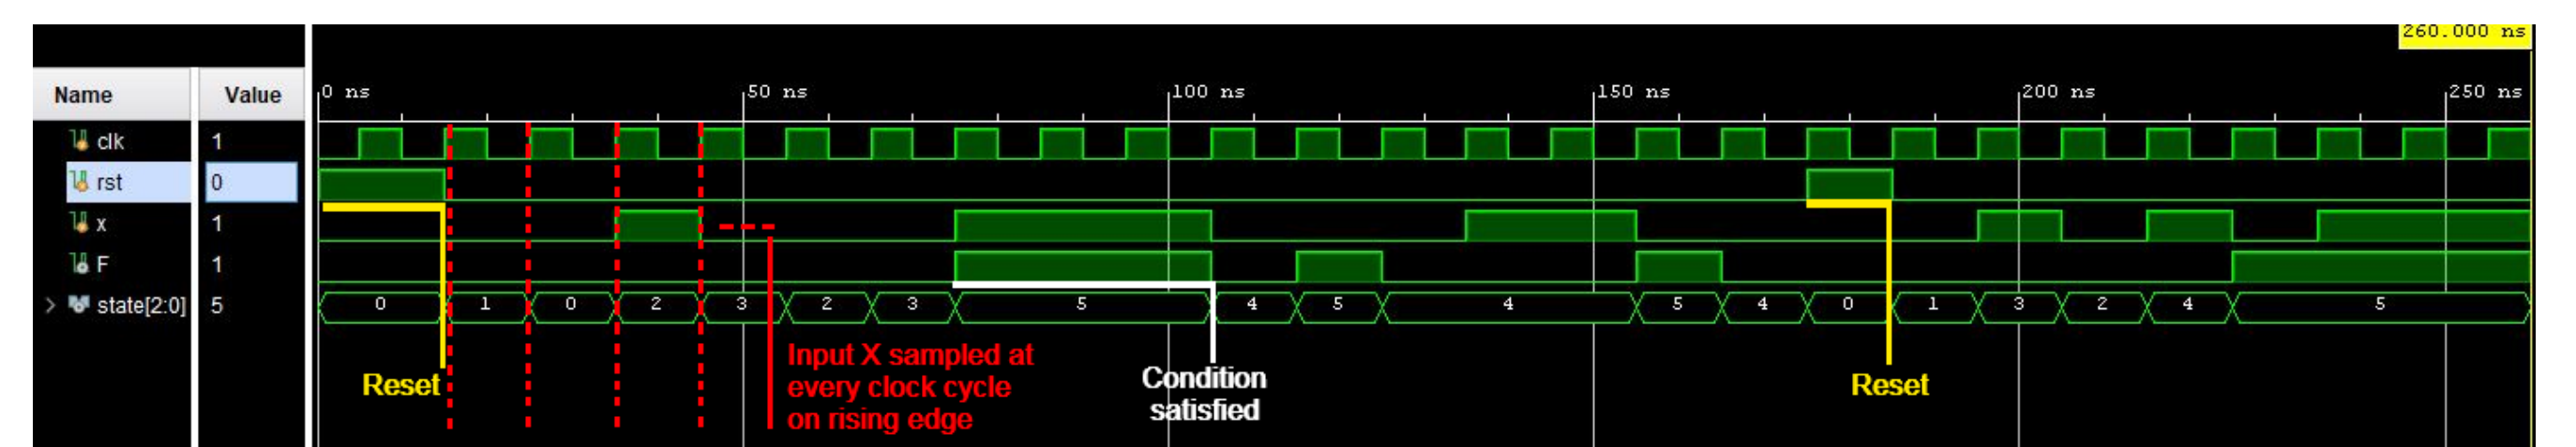 260.000 ns
Name Value 0 ns 50 ns 100 ns 150 ns 200 ns 250 ns
clk 1
rst 0
x 1
F 1
> state[2:0] 5 0 1 0 2 3 2 3 5 4 5 4 5 4 0 1 3 2 4 5
Reset
Input X sampled at
every clock cycle
on rising edge
Condition
satisfied
Reset